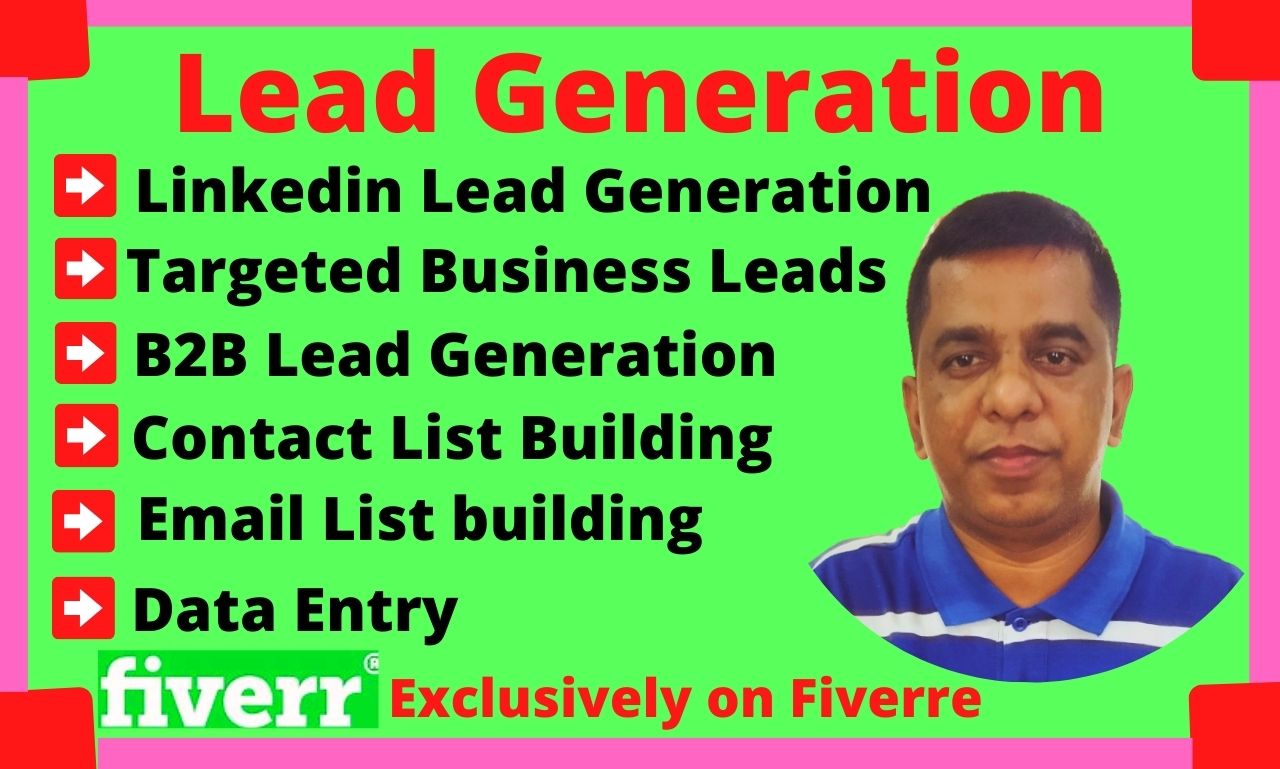 Lead Generation
Linkedin Lead Generation
Targeted Business Leads
B2B Lead Generation
Contact List Building
Email List building
Data Entry
fiverr® Exclusively on Fiverre